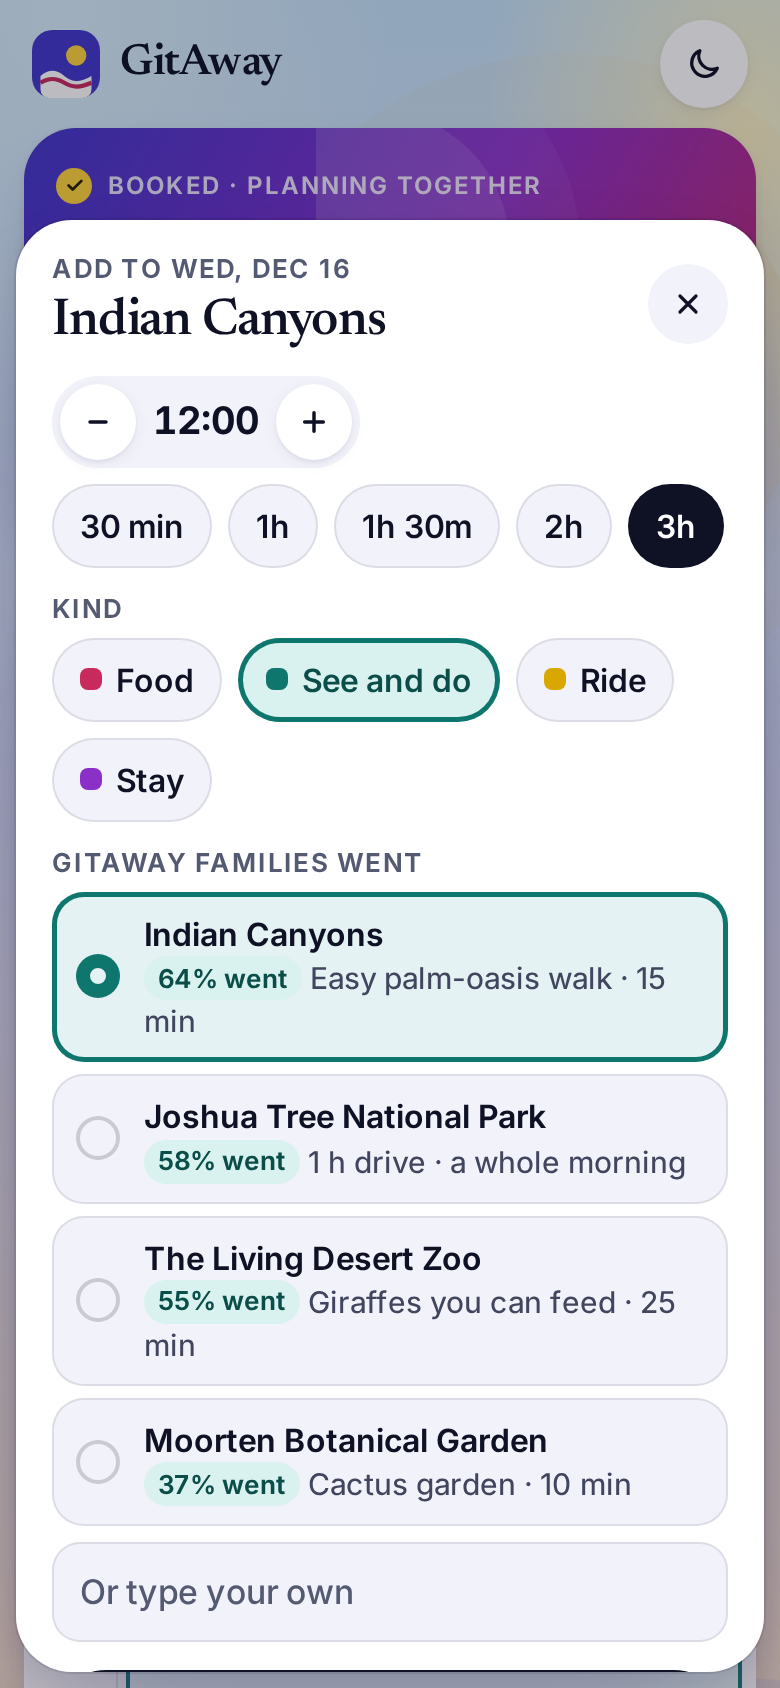 GitAway
BOOKED · PLANNING TOGETHER
ADD TO WED, DEC 16
Indian Canyons
− 12:00 +
30 min 1h 1h 30m 2h 3h
KIND
Food See and do Ride
Stay
GITAWAY FAMILIES WENT
Indian Canyons
64% went Easy palm-oasis walk · 15
min
Joshua Tree National Park
58% went 1 h drive · a whole morning
The Living Desert Zoo
55% went Giraffes you can feed · 25
min
Moorten Botanical Garden
37% went Cactus garden · 10 min
Or type your own